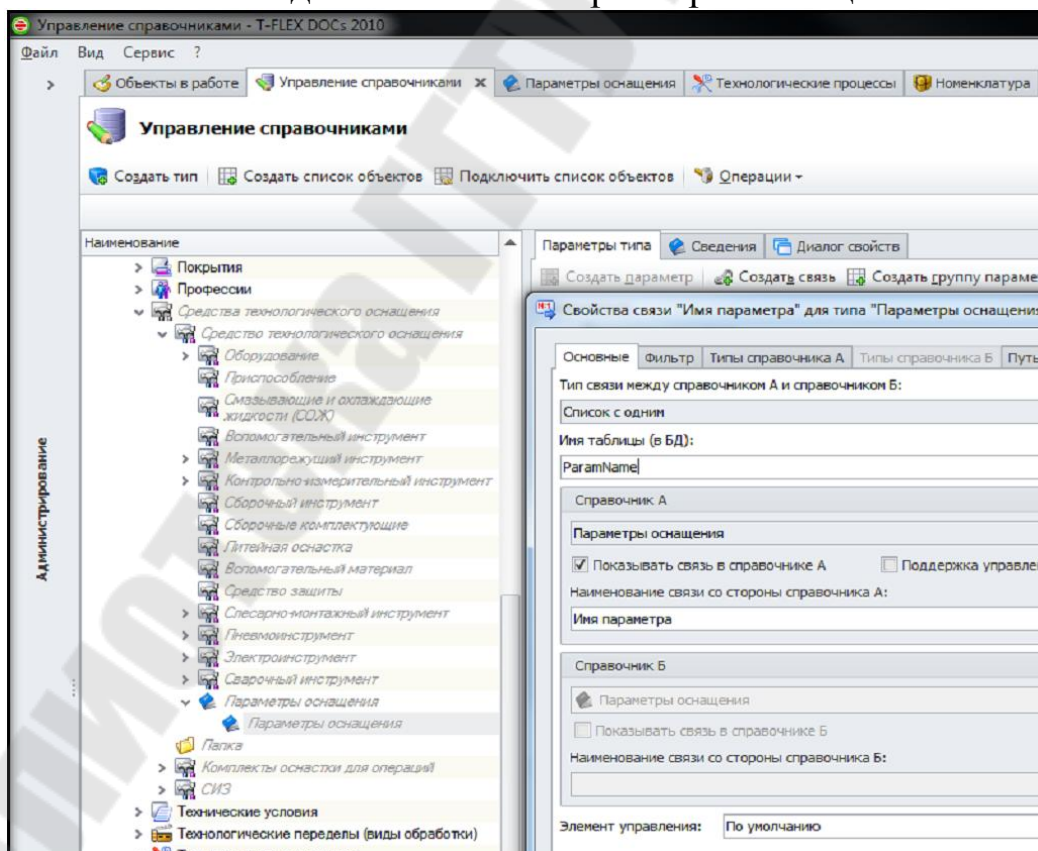 Управление справочниками - T-FLEX DOCs 2010
Файл Вид Сервис ?
Объекты в работе Управление справочниками Параметры оснащения Технологические процессы Номенклатура
Управление справочниками
Создать тип Создать список объектов Подключить список объектов Операции
Администрирование
Наименование
Покрытия
Профессии
Средства технологического оснащения
Средство технологического оснащения
Оборудование
Приспособление
Смазывающие и охлаждающие
жидкости (СОЖ)
Вспомогательный инструмент
Металлорежущий инструмент
Контрольно-измерительный инструмент
Сборочный инструмент
Сборочные комплектующие
Литейная оснастка
Вспомогательный материал
Средство защиты
Слесарно-монтажный инструмент
Пневмоинструмент
Электроинструмент
Сварочный инструмент
Параметры оснащения
Параметры оснащения
Папка
Комплекты оснастки для операций
СИЗ
Технические условия
Технологические переделы (виды обработки)
Параметры типа Сведения Диалог свойств
Создать параметр Создать связь Создать группу параме
Свойства связи "Имя параметра" для типа "Параметры оснащения
Основные Фильтр Типы справочника А Типы справочника Б Путь
Тип связи между справочником А и справочником Б:
Список с одним
Имя таблицы (в БД):
ParamName
Справочник А
Параметры оснащения
Показывать связь в справочнике А Поддержка управле
Наименование связи со стороны справочника А:
Имя параметра
Справочник Б
Параметры оснащения
Показывать связь в справочнике Б
Наименование связи со стороны справочника Б:
Элемент управления: По умолчанию